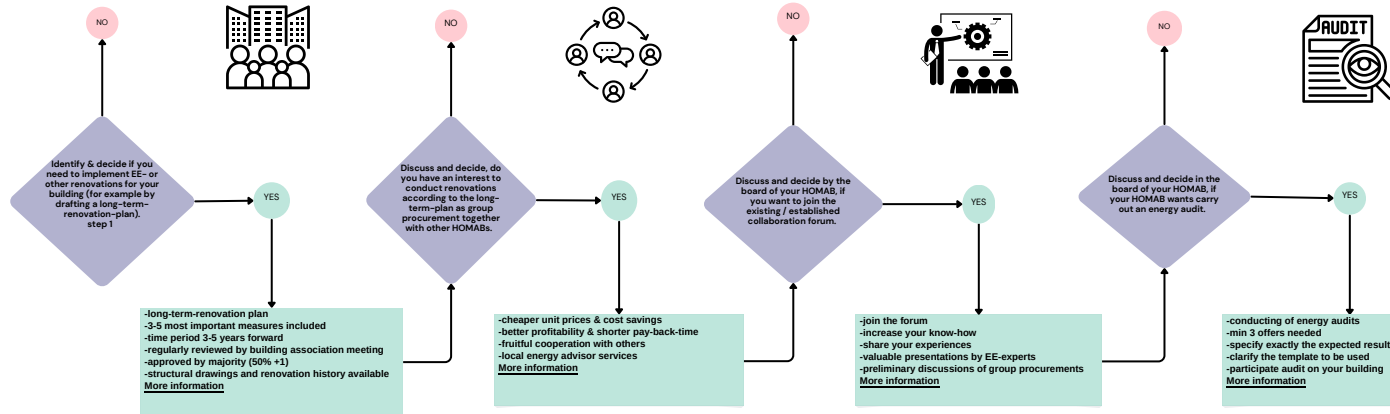 NO
Identify & decide if you
need to implement EE- or
other renovations for your
building (for example by
drafting a long-term-
renovation-plan).
step 1
YES
-long-term-renovation plan
-3-5 most important measures included
-time period 3-5 years forward
-regularly reviewed by building association meeting
-approved by majority (50% +1)
-structural drawings and renovation history available
More information
NO
Discuss and decide, do
you have an interest to
conduct renovations
according to the long-
term-plan as group
procurement together
with other HOMABs.
YES
-cheaper unit prices & cost savings
-better profitability & shorter pay-back-time
-fruitful cooperation with others
-local energy advisor services
More information
NO
Discuss and decide by the
board of your HOMAB, if
you want to join the
existing / established
collaboration forum.
YES
-join the forum
-increase your know-how
-share your experiences
-valuable presentations by EE-experts
-preliminary discussions of group procurements
More information
NO
AUDIT
Discuss and decide in the
board of your HOMAB, if
your HOMAB wants carry
out an energy audit.
YES
-conducting of energy audits
-min 3 offers needed
-specify exactly the expected result
-clarify the template to be used
-participate audit on your building
More information